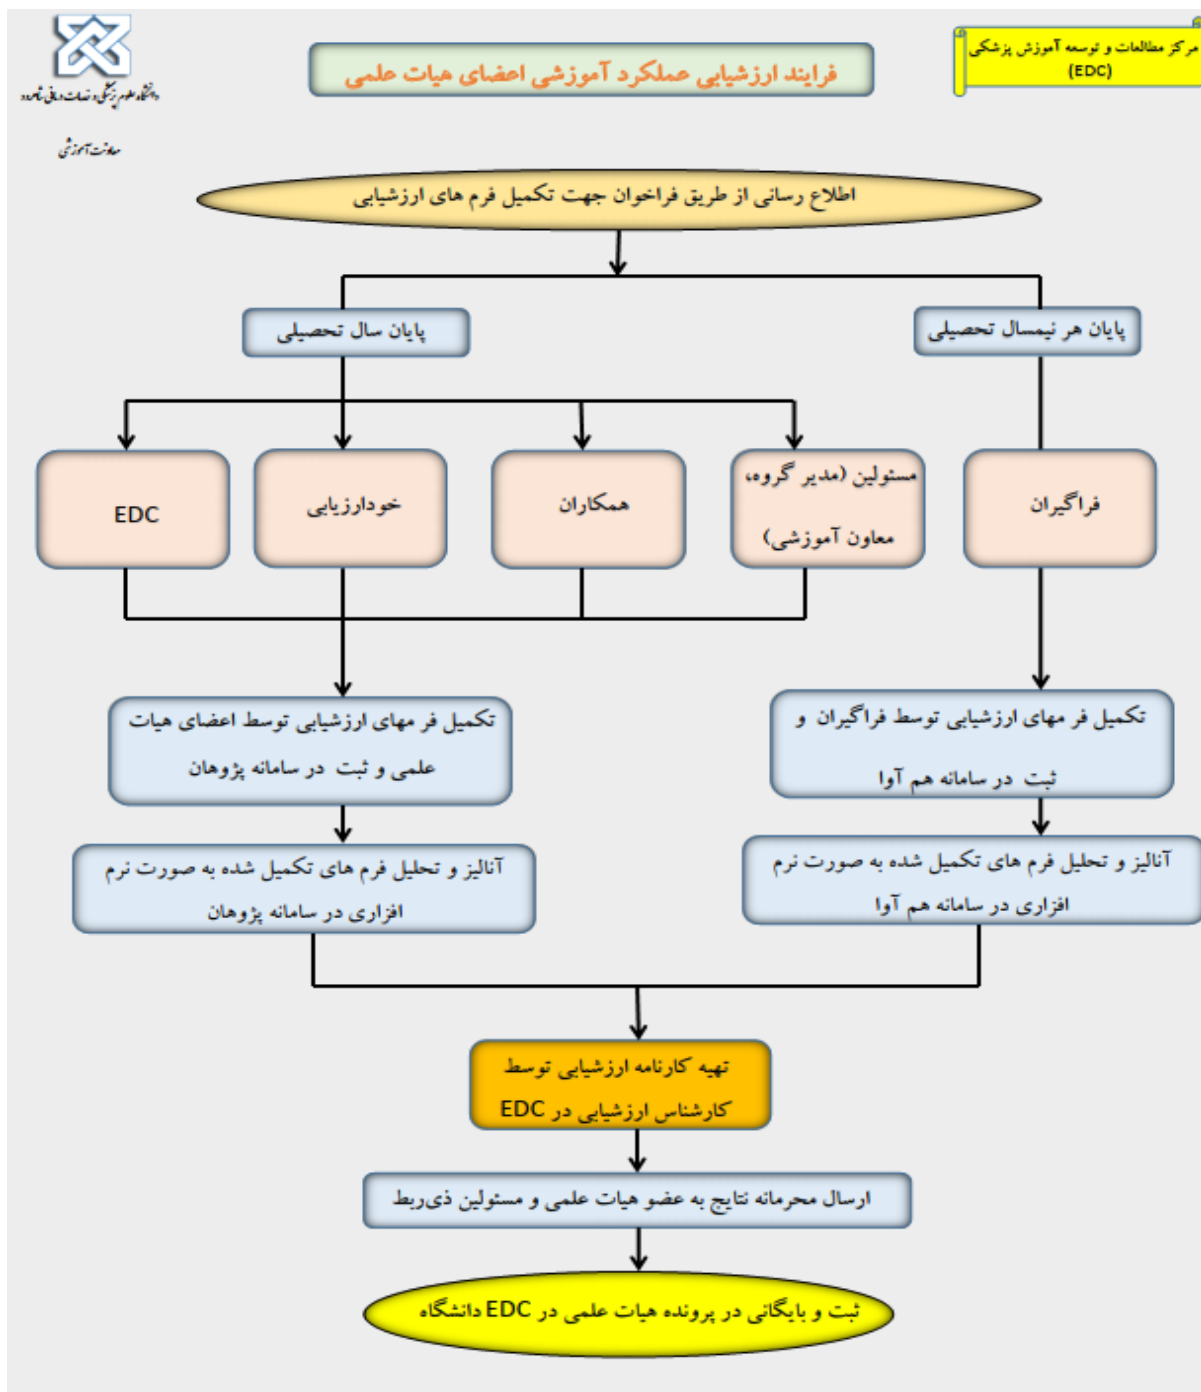 مرکز مطالعات و توسعه آموزش پزشکی
(EDC)
فرایند ارزشیابی عملکرد آموزشی اعضای هیات علمی
دانشگاه علوم پزشکی و خدمات درمانی شاهرود
معاونت آموزشی
اطلاع رسانی از طریق فراخوان جهت تکمیل فرم های ارزشیابی
پایان هر نیمسال تحصیلی
پایان سال تحصیلی
فراگیران
مسئولین (مدیر گروه،
معاون آموزشی)
همکاران
خودارزیابی
EDC
تکمیل فر مهای ارزشیابی توسط فراگیران و
ثبت در سامانه هم آوا
تکمیل فر مهای ارزشیابی توسط اعضای هیات
علمی و ثبت در سامانه پژوهان
آنالیز و تحلیل فرم های تکمیل شده به صورت نرم
افزاری در سامانه هم آوا
آنالیز و تحلیل فرم های تکمیل شده به صورت نرم
افزاری در سامانه پژوهان
تهیه کارنامه ارزشیابی توسط
کارشناس ارزشیابی در EDC
ارسال محرمانه نتایج به عضو هیات علمی و مسئولین ذی‌ربط
ثبت و بایگانی در پرونده هیات علمی در EDC دانشگاه